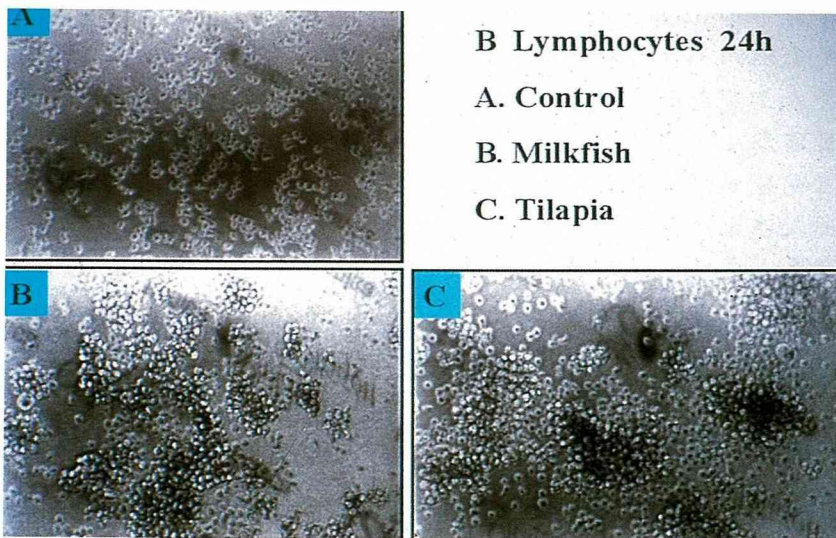 A
B Lymphocytes 24h
A. Control
B. Milkfish
C. Tilapia
B
C